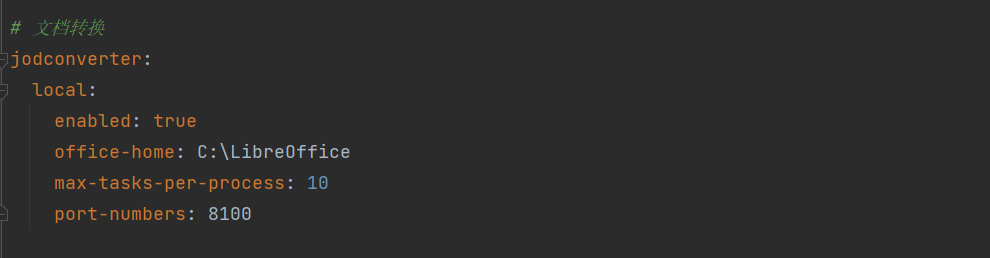 # 文档转换
jodconverter:
  local:
    enabled: true
    office-home: C:\LibreOffice
    max-tasks-per-process: 10
    port-numbers: 8100